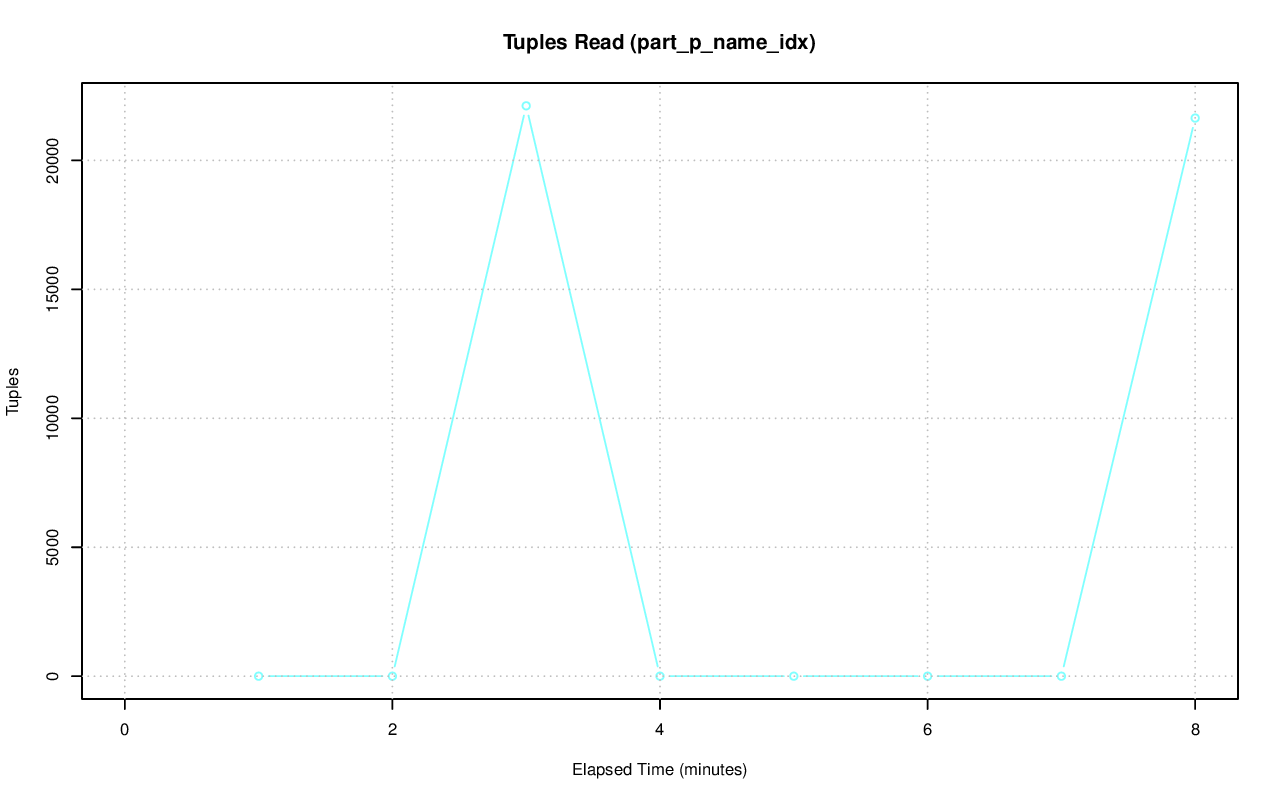 Tuples Read (part_p_name_idx)
Tuples
20000
15000
10000
5000
0
0 2 4 6 8
Elapsed Time (minutes)